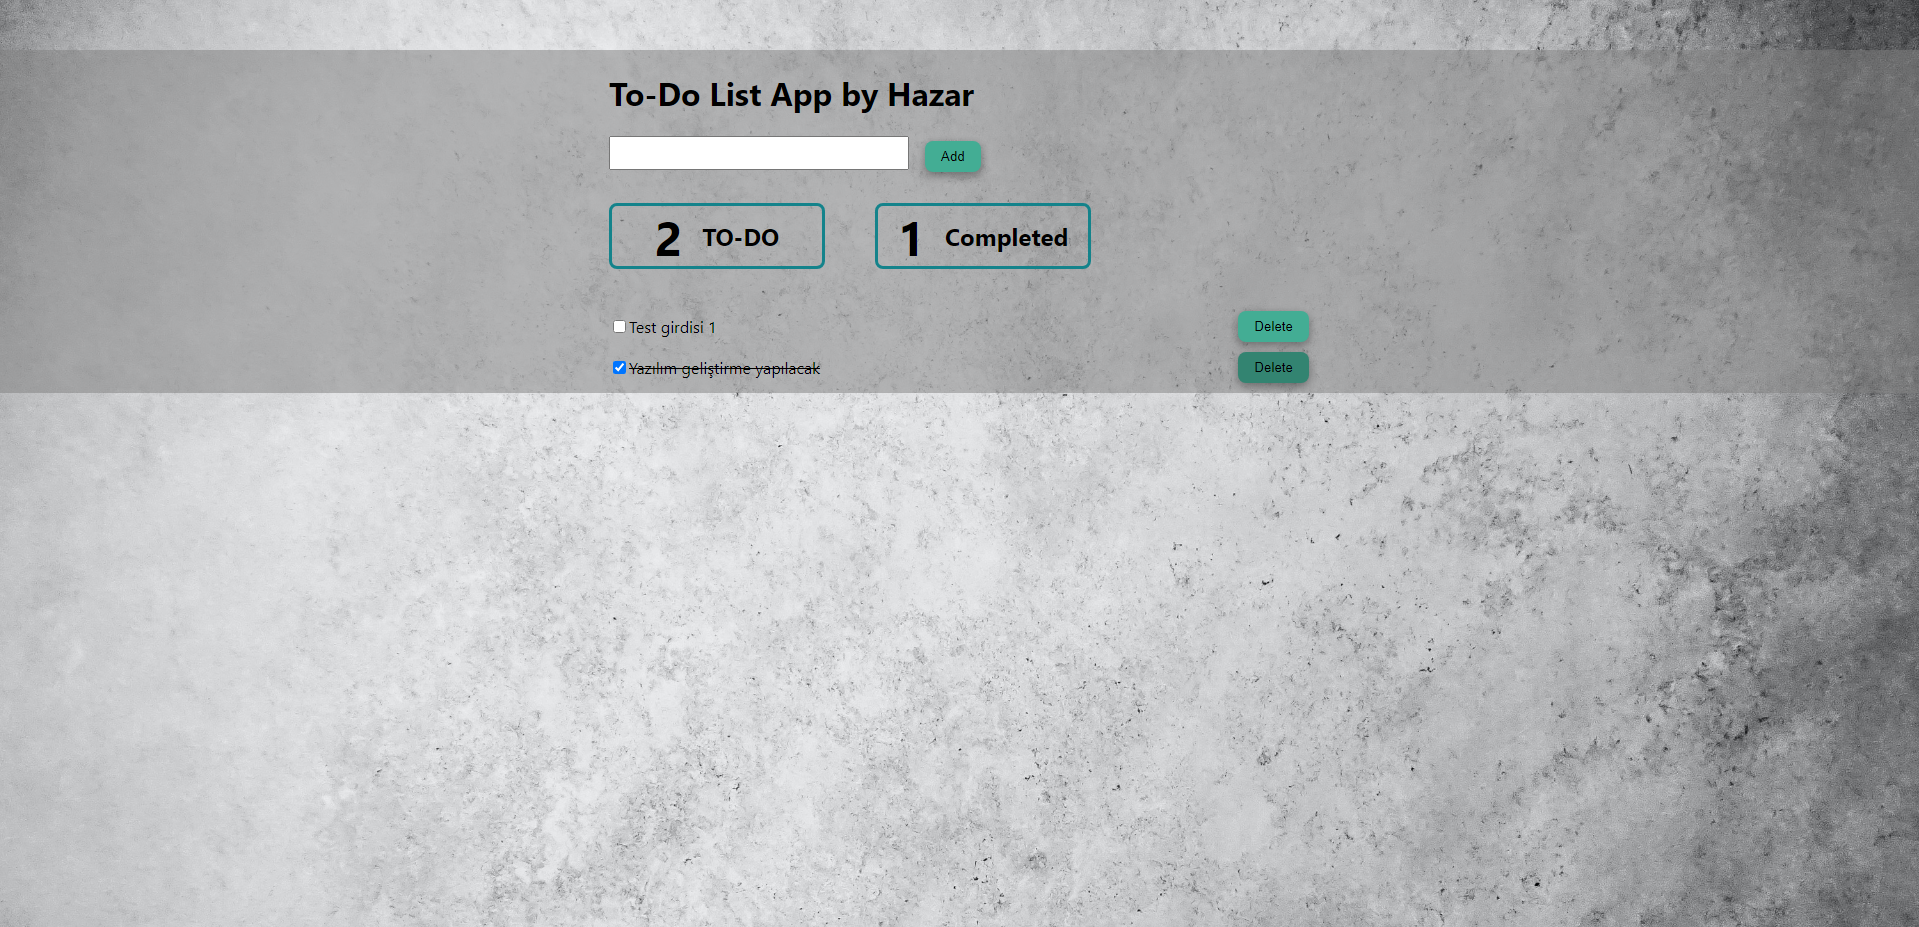 To-Do List App by Hazar
Add
2 TO-DO 1 Completed
Test girdisi 1 Delete
Yazılım geliştirme yapılacak Delete